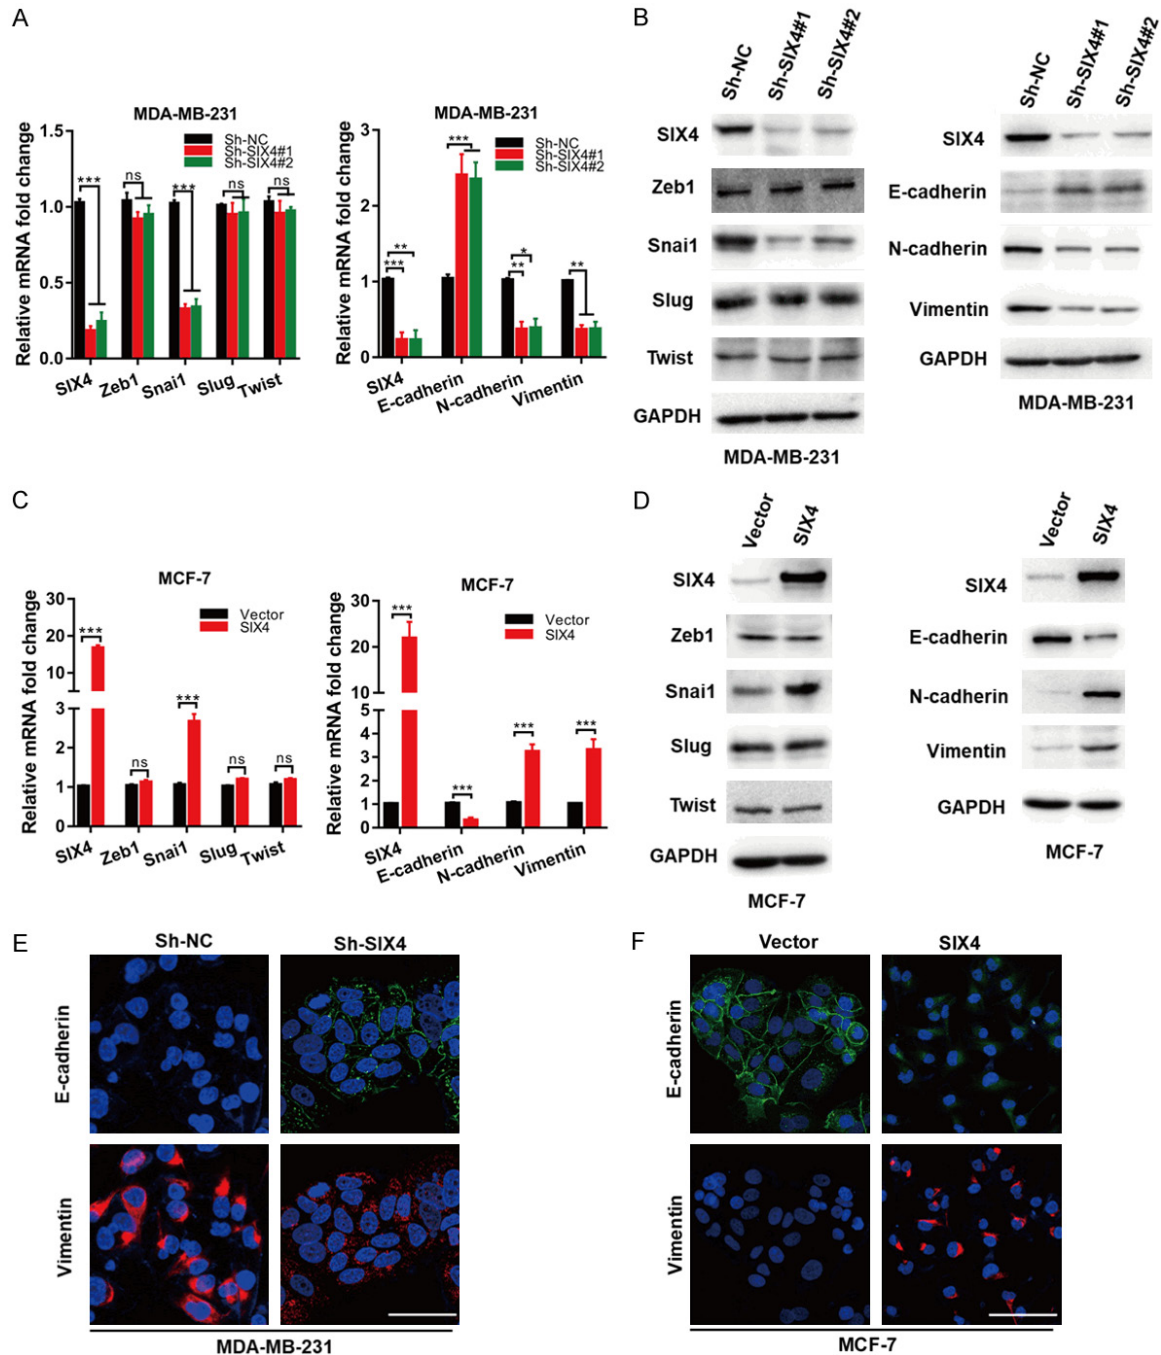 A
MDA-MB-231
Sh-NC
Sh-SIX4#1
Sh-SIX4#2
Relative mRNA fold change
1.5
1.0
0.5
0.0
*** ns *** ns ns
SIX4 Zeb1 Snai1 Slug Twist
MDA-MB-231
Sh-NC
Sh-SIX4#1
Sh-SIX4#2
Relative mRNA fold change
3
2
1
0
***
** *** * ** **
SIX4 E-cadherin N-cadherin Vimentin
B
Sh-NC Sh-SIX4#1 Sh-SIX4#2
SIX4
Zeb1
Snai1
Slug
Twist
GAPDH
MDA-MB-231
Sh-NC Sh-SIX4#1 Sh-SIX4#2
SIX4
E-cadherin
N-cadherin
Vimentin
GAPDH
MDA-MB-231
C
MCF-7
Vector
SIX4
Relative mRNA fold change
30
20
10
3
2
1
0
*** ns *** ns ns
SIX4 Zeb1 Snai1 Slug Twist
MCF-7
Vector
SIX4
Relative mRNA fold change
30
20
10
5
4
3
2
1
0
*** *** *** ***
SIX4 E-cadherin N-cadherin Vimentin
D
Vector SIX4
SIX4
Zeb1
Snai1
Slug
Twist
GAPDH
MCF-7
Vector SIX4
SIX4
E-cadherin
N-cadherin
Vimentin
GAPDH
MCF-7
E
Sh-NC Sh-SIX4
E-cadherin
Vimentin
MDA-MB-231
F
Vector SIX4
E-cadherin
Vimentin
MCF-7